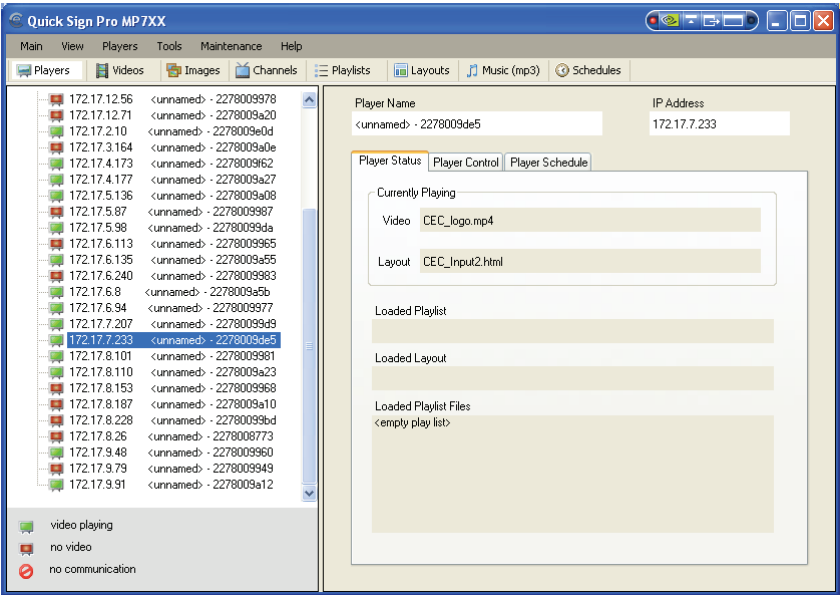 Quick Sign Pro MP7XX
Main View Players Tools Maintenance Help
Players Videos Images Channels Playlists Layouts Music (mp3) Schedules
172.17.12.56 <unnamed> - 2278009978
172.17.12.71 <unnamed> - 2278009a20
172.17.2.10 <unnamed> - 2278009e0d
172.17.3.164 <unnamed> - 2278009a0e
172.17.4.173 <unnamed> - 2278009f62
172.17.4.177 <unnamed> - 2278009a27
172.17.5.136 <unnamed> - 2278009a08
172.17.5.87 <unnamed> - 2278009987
172.17.5.98 <unnamed> - 22780099da
172.17.6.113 <unnamed> - 2278009965
172.17.6.135 <unnamed> - 2278009a55
172.17.6.240 <unnamed> - 2278009983
172.17.6.8 <unnamed> - 2278009a5b
172.17.6.94 <unnamed> - 2278009977
172.17.7.207 <unnamed> - 22780099d9
172.17.7.233 <unnamed> - 2278009de5
172.17.8.101 <unnamed> - 2278009981
172.17.8.110 <unnamed> - 2278009a23
172.17.8.153 <unnamed> - 2278009968
172.17.8.187 <unnamed> - 2278009a10
172.17.8.228 <unnamed> - 22780099bd
172.17.8.26 <unnamed> - 2278008773
172.17.9.48 <unnamed> - 2278009960
172.17.9.79 <unnamed> - 2278009949
172.17.9.91 <unnamed> - 2278009a12
video playing
no video
no communication
Player Name IP Address
<unnamed> - 2278009de5 172.17.7.233
Player Status Player Control Player Schedule
Currently Playing
Video CEC_logo.mp4
Layout CEC_Input2.html
Loaded Playlist
Loaded Layout
Loaded Playlist Files
<empty play list>